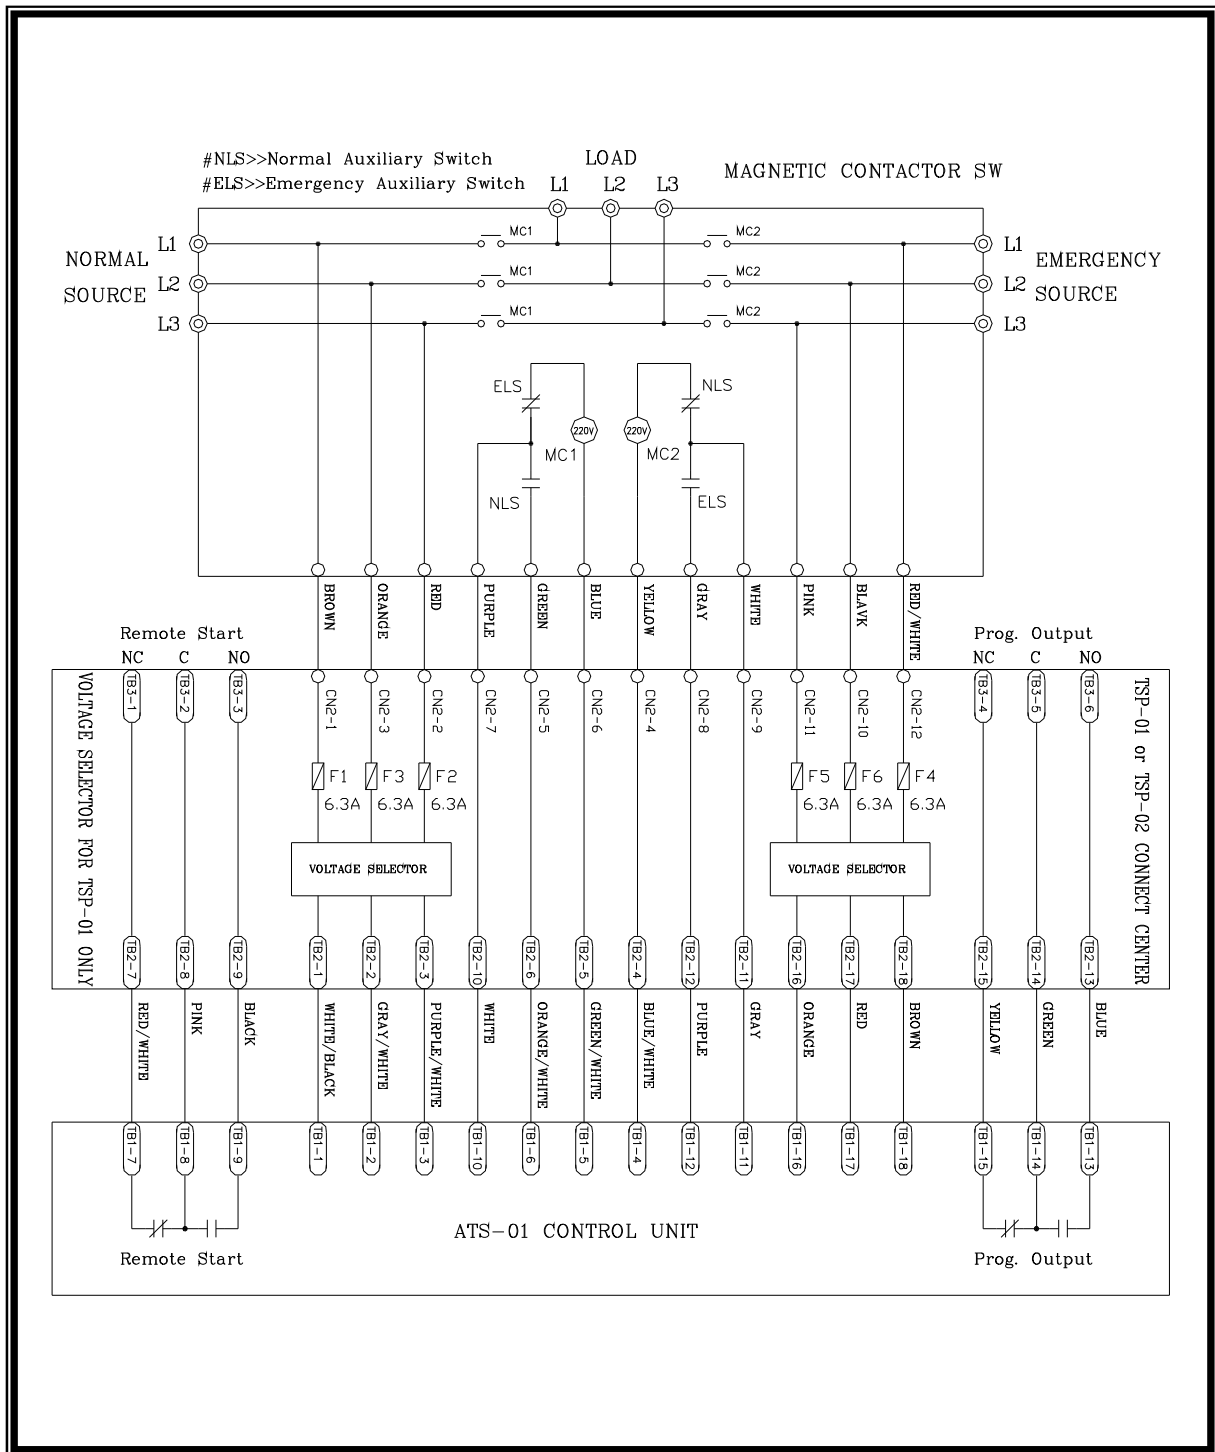 #NLS>>Normal Auxiliary Switch
#ELS>>Emergency Auxiliary Switch
LOAD
L1 L2 L3
MAGNETIC CONTACTOR SW
NORMAL
SOURCE
L1
L2
L3
MC1
MC1
MC1
MC2
MC2
MC2
L1
L2
L3
EMERGENCY
SOURCE
ELS
220V
MC1
NLS
220V
MC2
NLS
ELS
BROWN
ORANGE
RED
PURPLE
GREEN
BLUE
YELLOW
GRAY
WHITE
PINK
BLAVK
RED/WHITE
Remote Start
NC C NO
Prog. Output
NC C NO
VOLTAGE SELECTOR FOR TSP-01 ONLY
TB3-1
TB3-2
TB3-3
CN2-1
CN2-3
CN2-2
CN2-7
CN2-5
CN2-6
CN2-4
CN2-8
CN2-9
CN2-11
CN2-10
CN2-12
TB3-4
TB3-5
TB3-6
TSP-01 or TSP-02 CONNECT CENTER
F1
6.3A
F3
6.3A
F2
6.3A
F5
6.3A
F6
6.3A
F4
6.3A
VOLTAGE SELECTOR
VOLTAGE SELECTOR
TB2-7
TB2-8
TB2-9
TB2-1
TB2-2
TB2-3
TB2-10
TB2-6
TB2-5
TB2-4
TB2-12
TB2-11
TB2-16
TB2-17
TB2-18
TB2-15
TB2-14
TB2-13
RED/WHITE
PINK
BLACK
WHITE/BLACK
GRAY/WHITE
PURPLE/WHITE
WHITE
ORANGE/WHITE
GREEN/WHITE
BLUE/WHITE
PURPLE
GRAY
ORANGE
RED
BROWN
YELLOW
GREEN
BLUE
TB1-7
TB1-8
TB1-9
TB1-1
TB1-2
TB1-3
TB1-10
TB1-6
TB1-5
TB1-4
TB1-12
TB1-11
TB1-16
TB1-17
TB1-18
TB1-15
TB1-14
TB1-13
Remote Start
ATS-01 CONTROL UNIT
Prog. Output